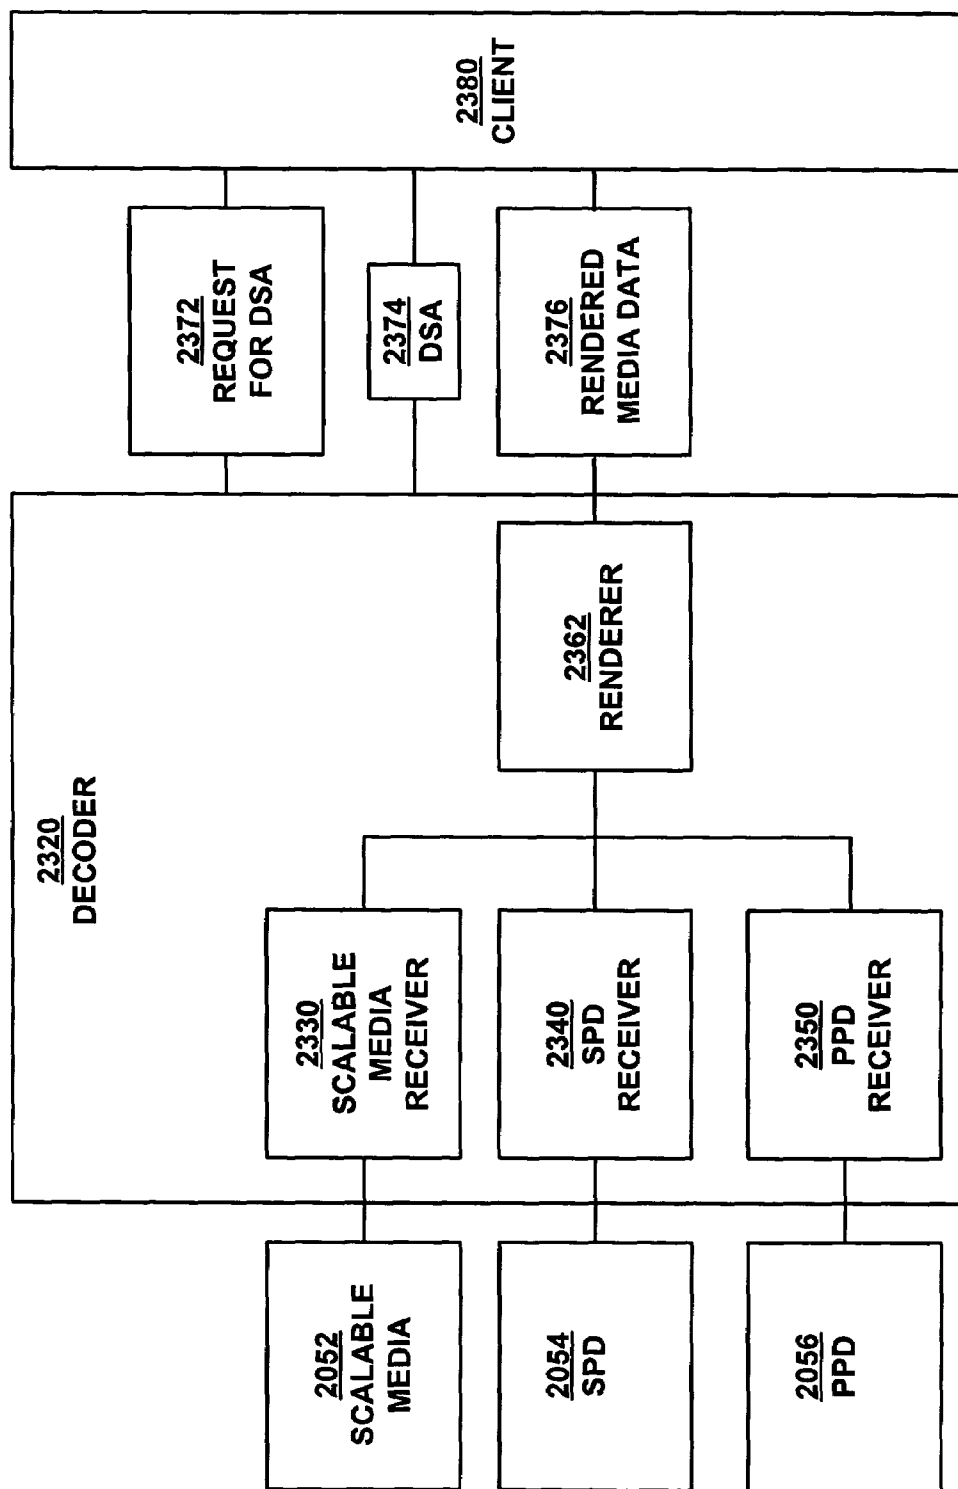 2320
DECODER
2052
SCALABLE
MEDIA
2330
SCALABLE
MEDIA
RECEIVER
2372
REQUEST
FOR DSA
2374
DSA
2380
CLIENT
2054
SPD
2340
SPD
RECEIVER
2362
RENDERER
2376
RENDERED
MEDIA DATA
2056
PPD
2350
PPD
RECEIVER